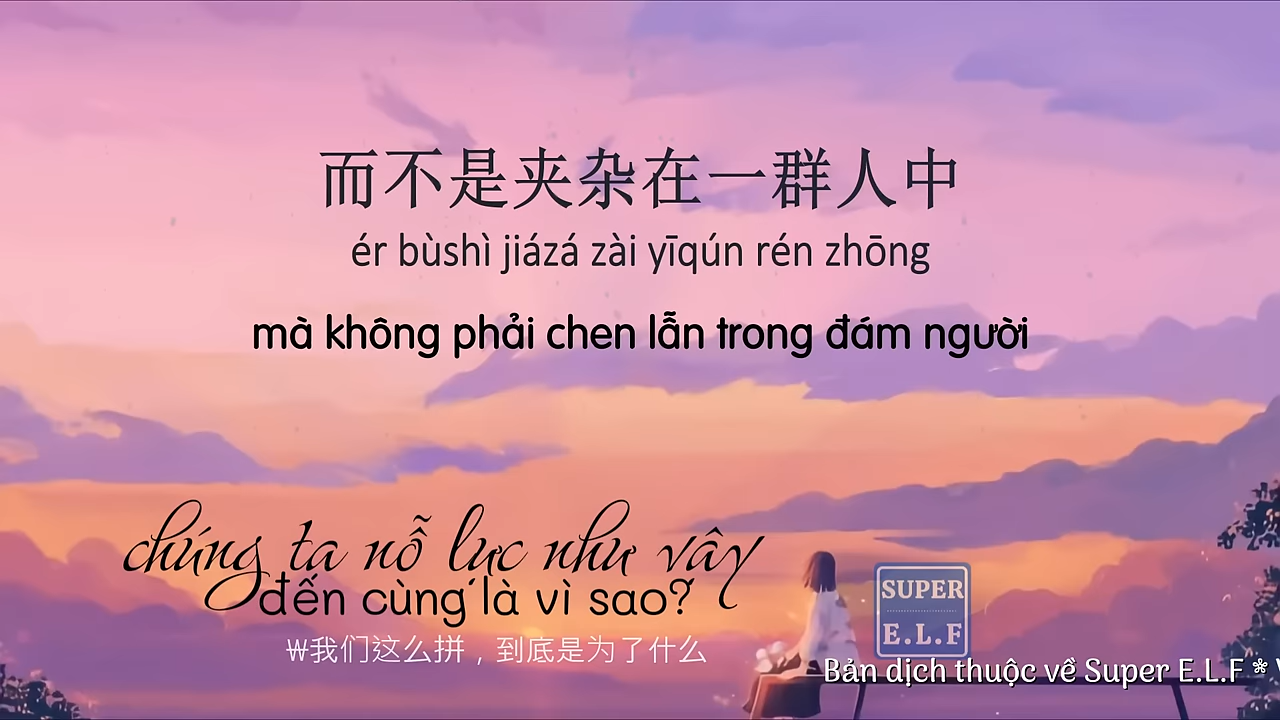 而不是夹杂在一群人中
ér bùshì jiázá zài yīqún rén zhōng
mà không phải chen lẫn trong đám người
chúng ta nỗ lực như vậy
đến cùng là vì sao?
₩我们这么拼，到底是为了什么
SUPER
E.L.F
Bản dịch thuộc về Super E.L.F * V